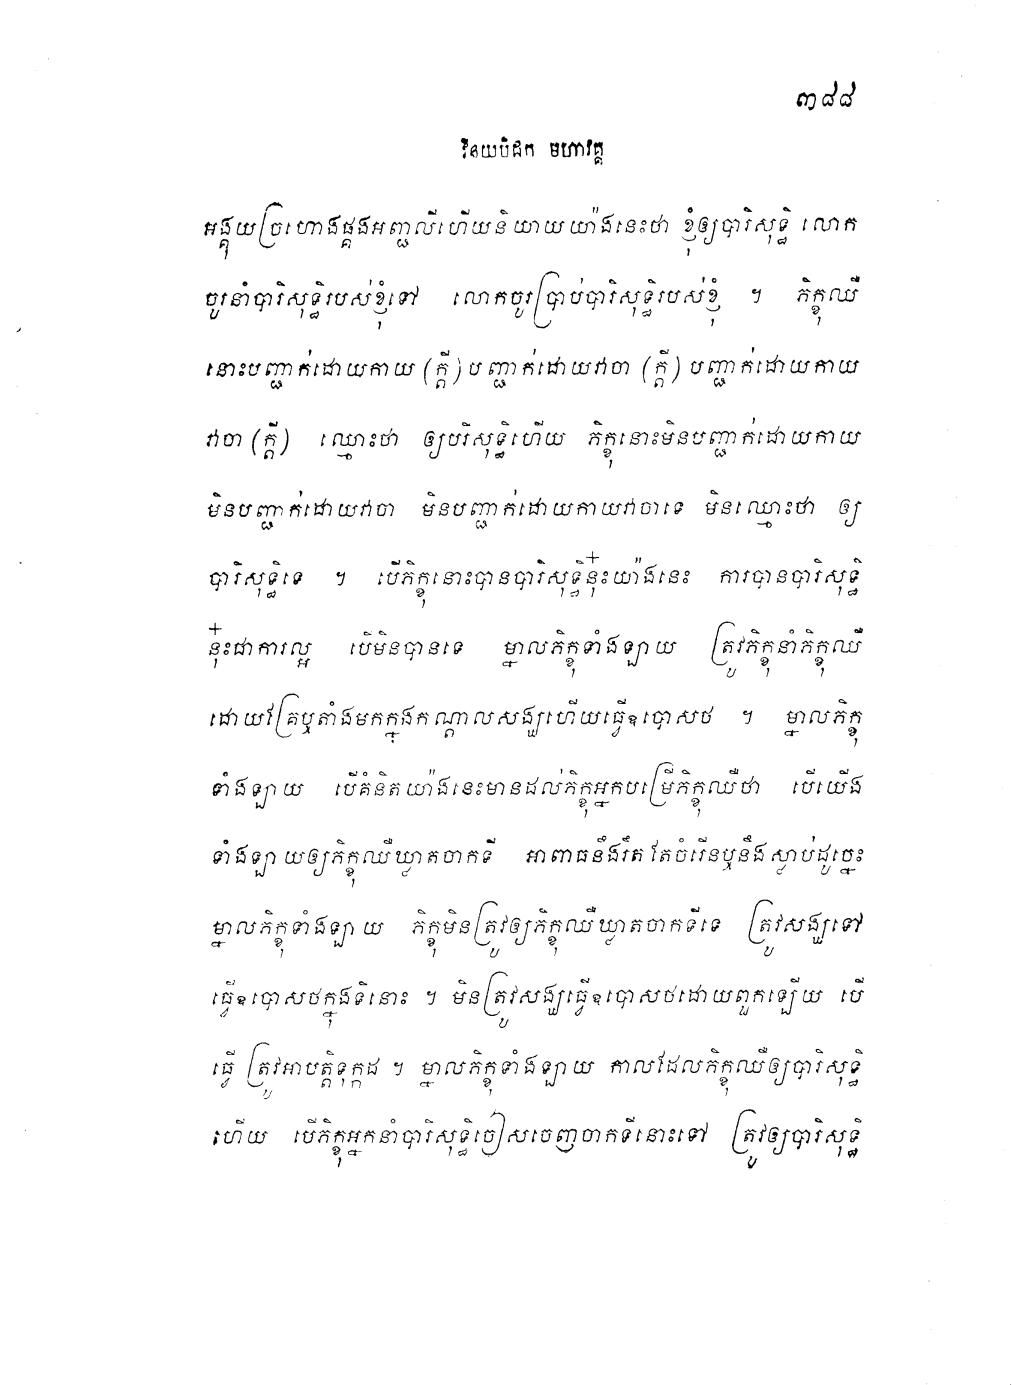 ៣៨៨
វិនយបិដក មហាវគ្គ
អង្គុយច្រហោងផ្គងអញ្ជលីហើយនិយាយយ៉ាងនេះថា ខ្ញុំឲ្យបារិសុទ្ធិ លោក
ចូរនាំបារិសុទ្ធិរបស់ខ្ញុំទៅ លោកចូរប្រាប់បារិសុទ្ធិរបស់ខ្ញុំ ។ ភិក្ខុឈឺ
នោះបញ្ជាក់ដោយកាយ (ក្តី) បញ្ជាក់ដោយវាចា (ក្តី) បញ្ជាក់ដោយកាយ
វាចា (ក្តី) ឈ្មោះថា ឲ្យបរិសុទ្ធិហើយ ភិក្ខុនោះមិនបញ្ជាក់ដោយកាយ
មិនបញ្ជាក់ដោយវាចា មិនបញ្ជាក់ដោយកាយវាចាទេ មិនឈ្មោះថា ឲ្យ
បារិសុទ្ធិទេ ។ បើភិក្ខុនោះបានបារិសុទ្ធិនុ៎ះយ៉ាងនេះ ការបានបារិសុទ្ធិ
នុ៎ះជាការល្អ បើមិនបានទេ ម្នាលភិក្ខុទាំងឡាយ ត្រូវភិក្ខុនាំភិក្ខុឈឺ
ដោយគ្រែឬតាំងមកក្នុងកណ្តាលសង្ឃហើយធ្វើឧបោសថ ។ ម្នាលភិក្ខុ
ទាំងឡាយ បើគំនិតយ៉ាងនេះមានដល់ភិក្ខុអ្នកបម្រើភិក្ខុឈឺថា បើយើង
ទាំងឡាយឲ្យភិក្ខុឈឺឃ្លាតចាកទី អាពាធនឹងរឹតតែចំរើនឬនឹងស្លាប់ដូច្នេះ
ម្នាលភិក្ខុទាំងឡាយ ភិក្ខុមិនត្រូវឲ្យភិក្ខុឈឺឃ្លាតចាកទីទេ ត្រូវសង្ឃទៅ
ធ្វើឧបោសថក្នុងទីនោះ ។ មិនត្រូវសង្ឃធ្វើឧបោសថដោយពួកឡើយ បើ
ធ្វើ ត្រូវអាបត្តិទុក្កដ ។ ម្នាលភិក្ខុទាំងឡាយ កាលដែលភិក្ខុឈឺឲ្យបារិសុទ្ធិ
ហើយ បើភិក្ខុអ្នកនាំបារិសុទ្ធិចៀសចេញចាកទីនោះទៅ ត្រូវឲ្យបារិសុទ្ធិ